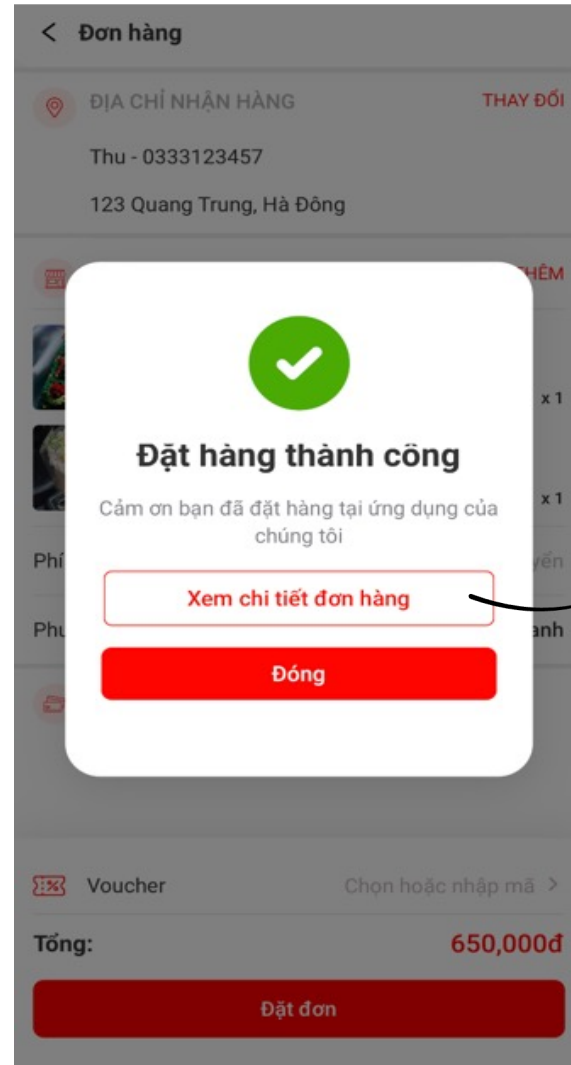 Đơn hàng
ĐỊA CHỈ NHẬN HÀNG THAY ĐỔI
Thu - 0333123457
123 Quang Trung, Hà Đông
x 1
Đặt hàng thành công
Cảm ơn bạn đã đặt hàng tại ứng dụng của
chúng tôi
x 1
Phí
Xem chi tiết đơn hàng
anh
Đóng
Voucher Chọn hoặc nhập mã >
Tổng: 650,000đ
Đặt đơn